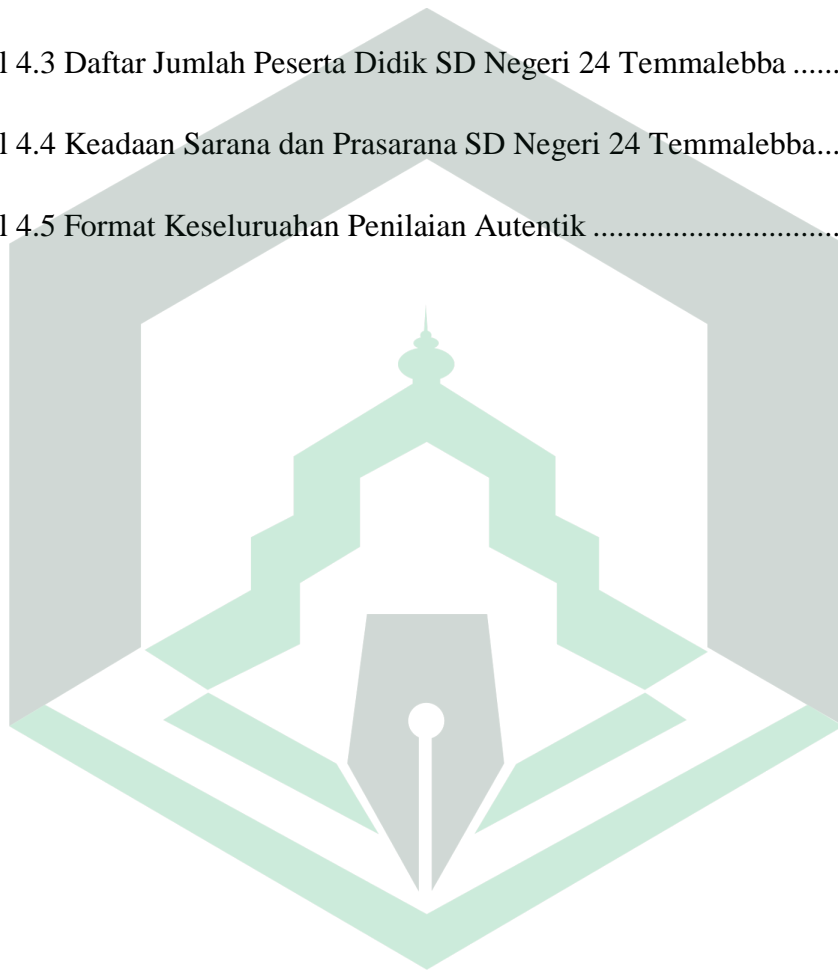 l 4.3 Daftar Jumlah Peserta Didik SD Negeri 24 Temmalebba ......
l 4.4 Keadaan Sarana dan Prasarana SD Negeri 24 Temmalebba...
l 4.5 Format Keseluruahan Penilaian Autentik ..............................